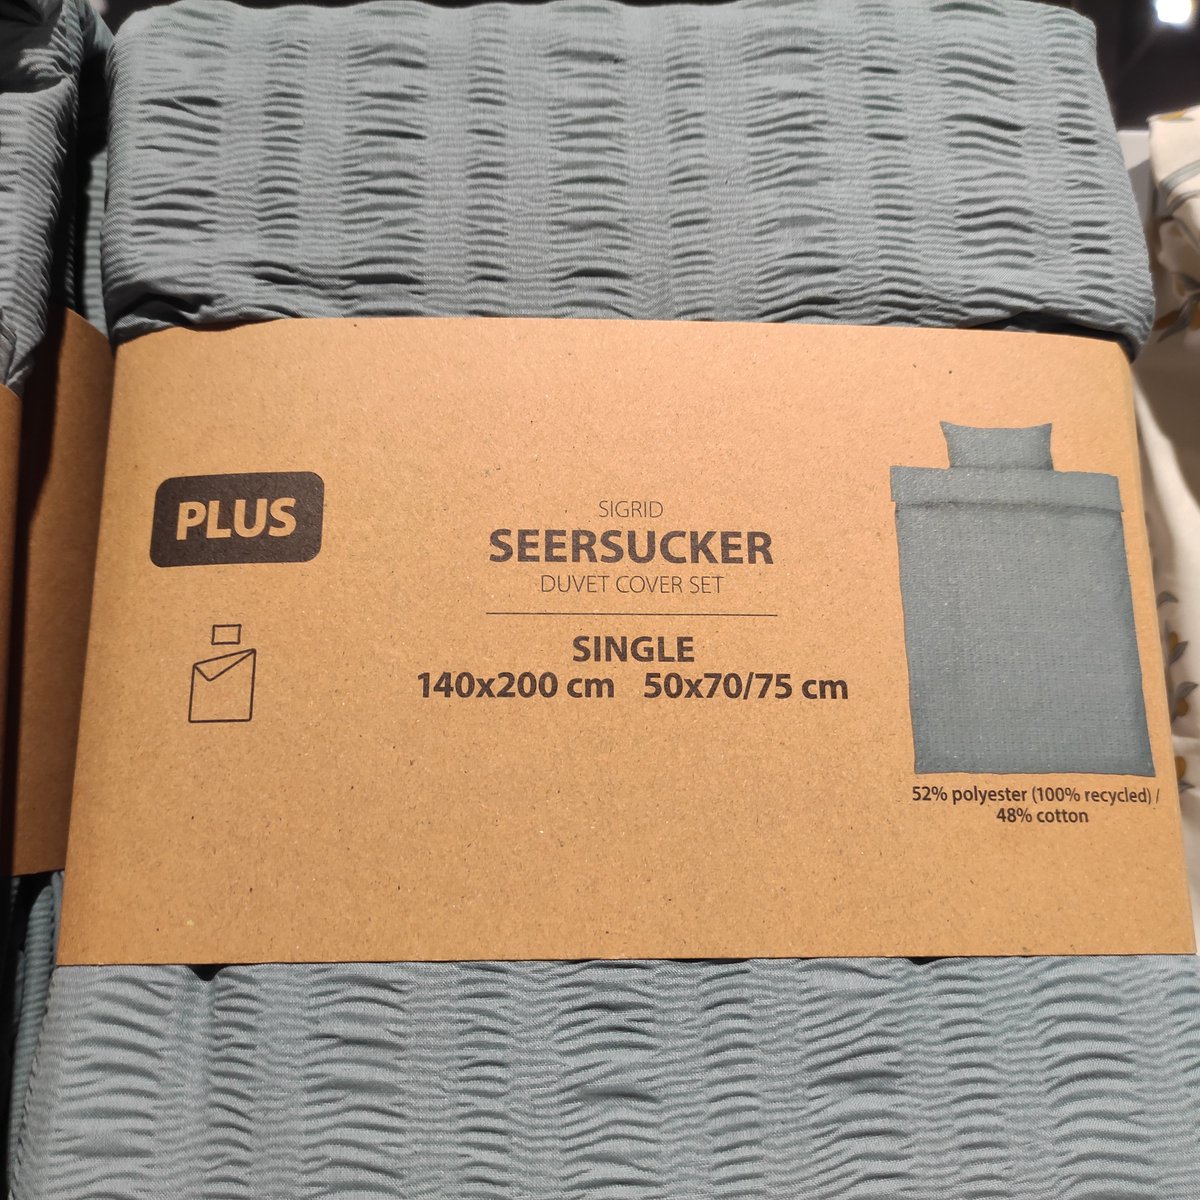 PLUS
SIGRID
SEERSUCKER
DUVET COVER SET
SINGLE
140x200 cm 50x70/75 cm
52% polyester (100% recycled) /
48% cotton